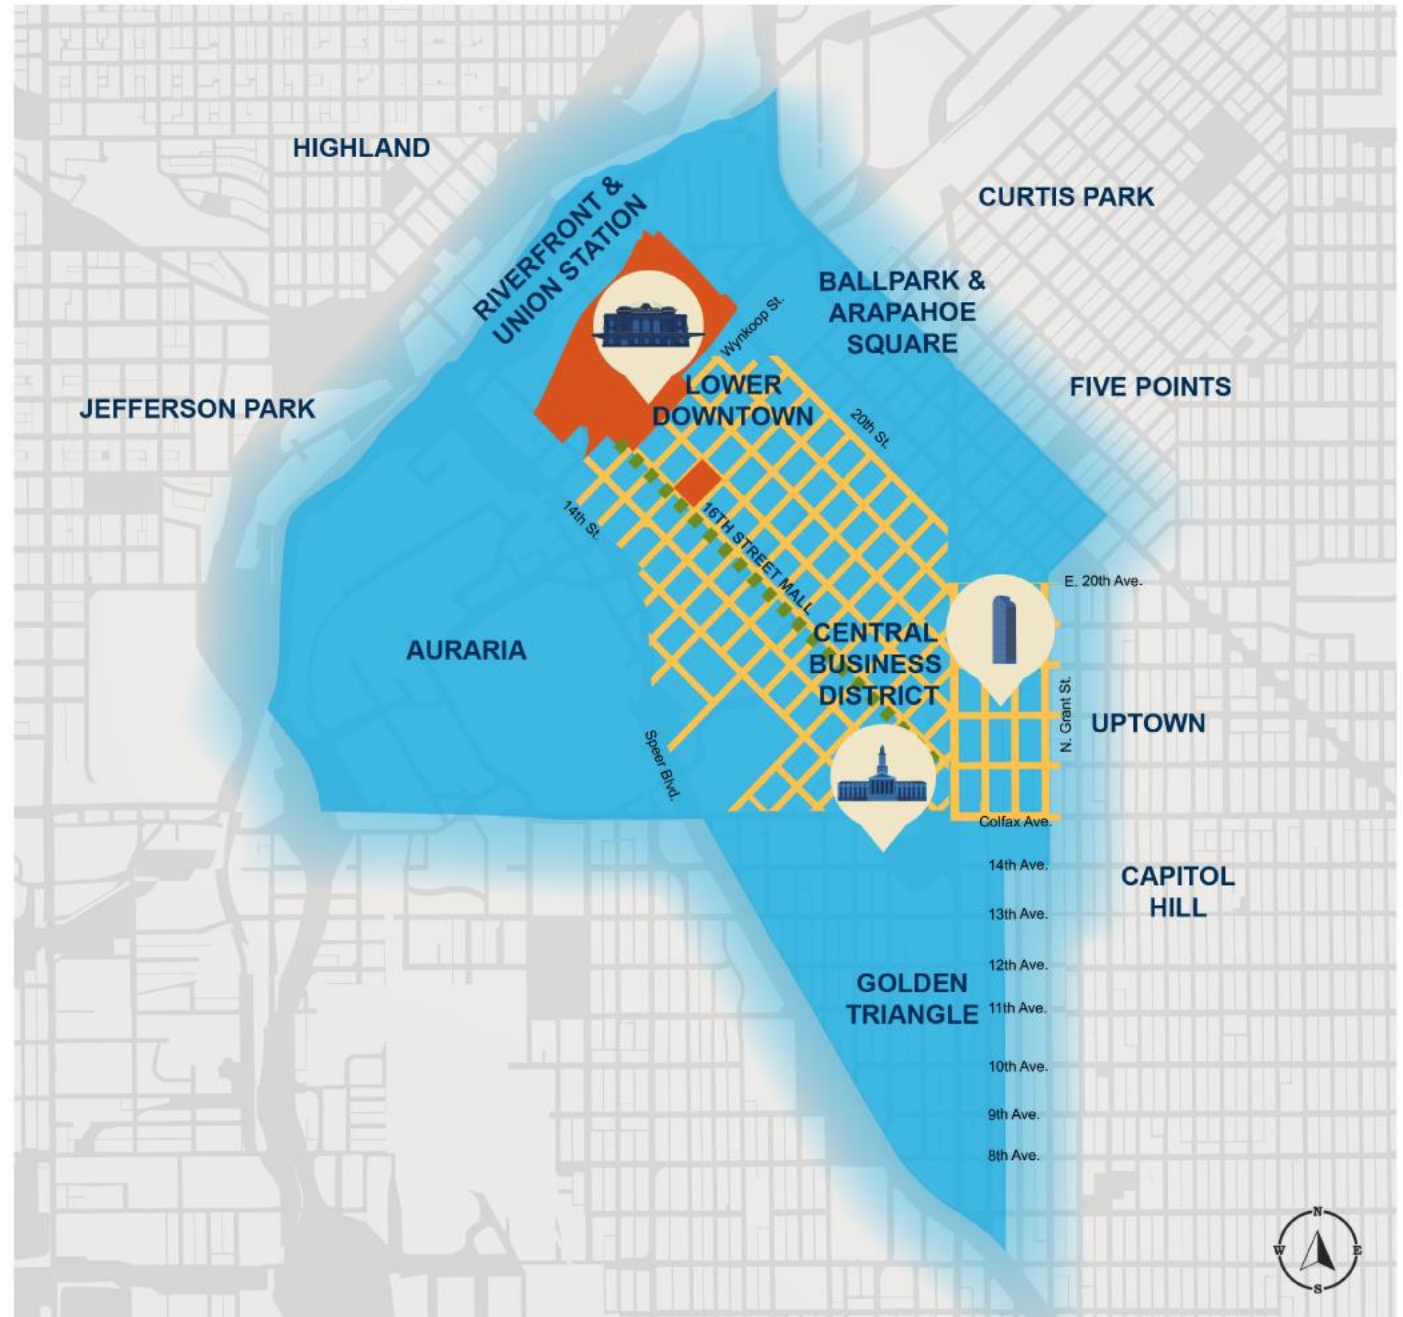 HIGHLAND
CURTIS PARK
RIVERFRONT &
UNION STATION
BALLPARK &
ARAPAHOE
SQUARE
Wynkoop St.
LOWER
DOWNTOWN
FIVE POINTS
JEFFERSON PARK
20th St.
14th St.
16TH STREET MALL
E. 20th Ave.
AURARIA
CENTRAL
BUSINESS
DISTRICT
N. Grant St.
UPTOWN
Speer Blvd.
Colfax Ave.
14th Ave.
CAPITOL
HILL
13th Ave.
12th Ave.
GOLDEN
TRIANGLE
11th Ave.
10th Ave.
9th Ave.
8th Ave.
N
W
E
S